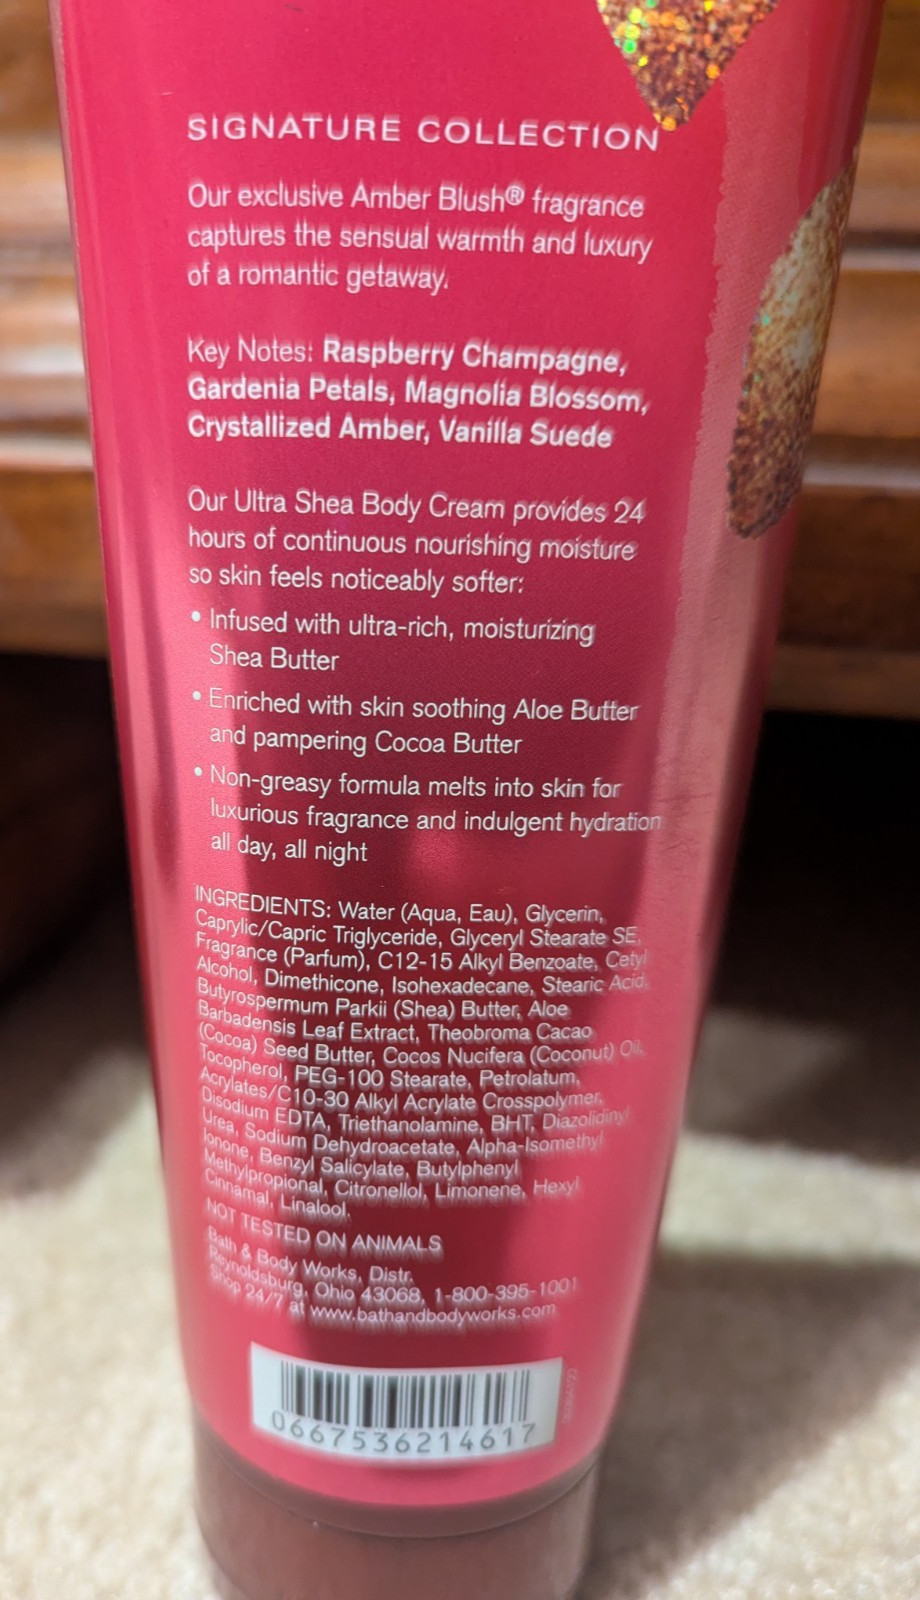 SIGNATURE COLLECTION
Our exclusive Amber Blush® fragrance
captures the sensual warmth and luxury
of a romantic getaway.
Key Notes: Raspberry Champagne,
Gardenia Petals, Magnolia Blossom,
Crystallized Amber, Vanilla Suede
Our Ultra Shea Body Cream provides 24
hours of continuous nourishing moisture
so skin feels noticeably softer:
• Infused with ultra-rich, moisturizing
Shea Butter
• Enriched with skin soothing Aloe Butter
and pampering Cocoa Butter
• Non-greasy formula melts into skin for
luxurious fragrance and indulgent hydration
all day, all night
INGREDIENTS: Water (Aqua, Eau), Glycerin,
Caprylic/Capric Triglyceride, Glyceryl Stearate SE,
Fragrance (Parfum), C12-15 Alkyl Benzoate, Cetyl
Alcohol, Dimethicone, Isohexadecane, Stearic Acid,
Butyrospermum Parkii (Shea) Butter, Aloe
Barbadensis Leaf Extract, Theobroma Cacao
(Cocoa) Seed Butter, Cocos Nucifera (Coconut) Oil,
Tocopherol, PEG-100 Stearate, Petrolatum,
Acrylates/C10-30 Alkyl Acrylate Crosspolymer,
Disodium EDTA, Triethanolamine, BHT, Diazolidinyl
Urea, Sodium Dehydroacetate, Alpha-Isomethyl
Ionone, Benzyl Salicylate, Butylphenyl
Methylpropional, Citronellol, Limonene, Hexyl
Cinnamal, Linalool.
NOT TESTED ON ANIMALS
Bath & Body Works, Distr.
Reynoldsburg, Ohio 43068, 1-800-395-1001
Shop 24/7 at www.bathandbodyworks.com
0667536214617